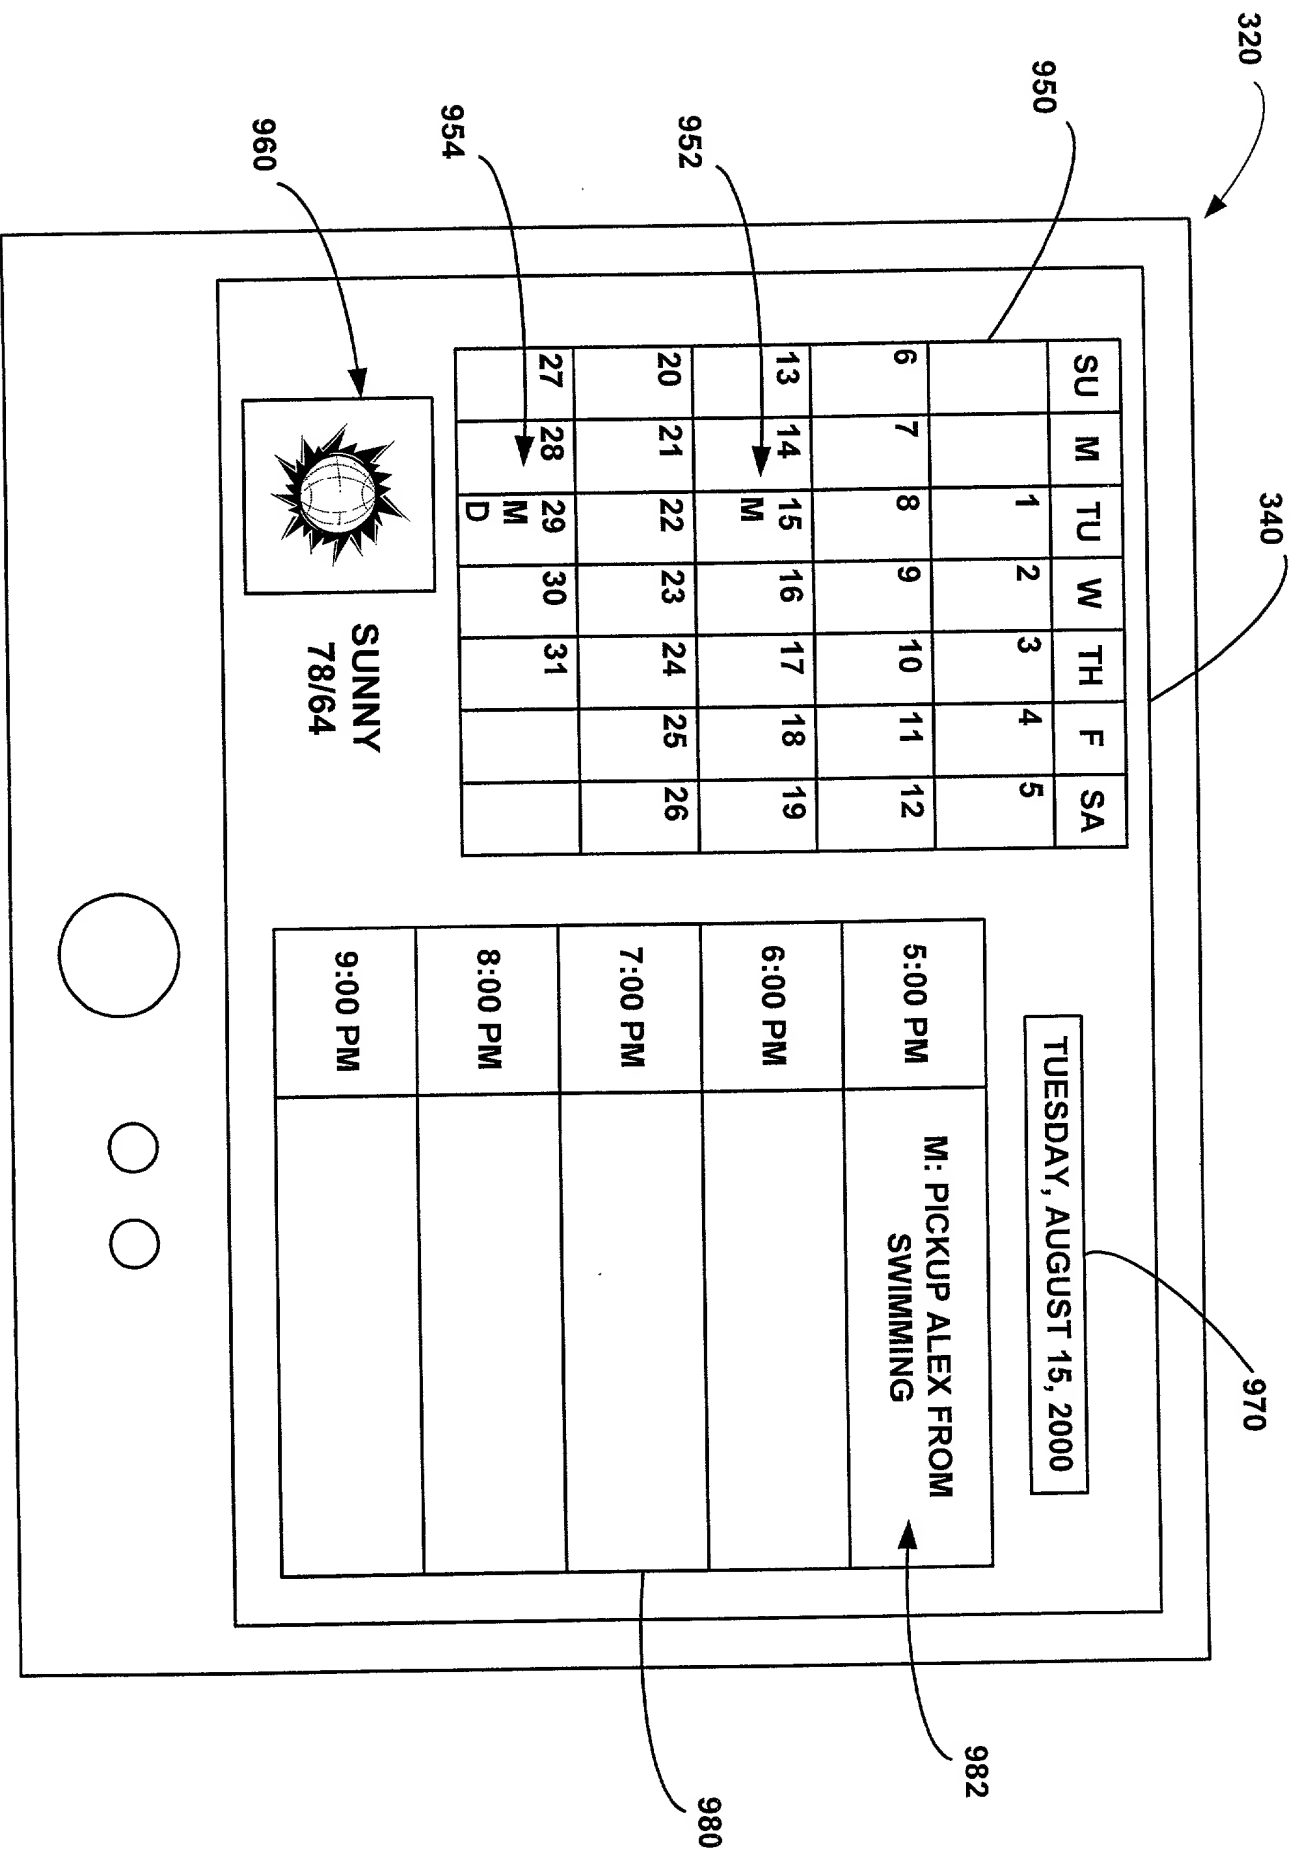 320
340
950
970
952
954
960
982
980
SU M TU W TH F SA
1 2 3 4 5
6 7 8 9 10 11 12
13 14 15 16 17 18 19
M
20 21 22 23 24 25 26
27 28 29 30 31
M
D
SUNNY
78/64
TUESDAY, AUGUST 15, 2000
5:00 PM
M: PICKUP ALEX FROM
SWIMMING
6:00 PM
7:00 PM
8:00 PM
9:00 PM